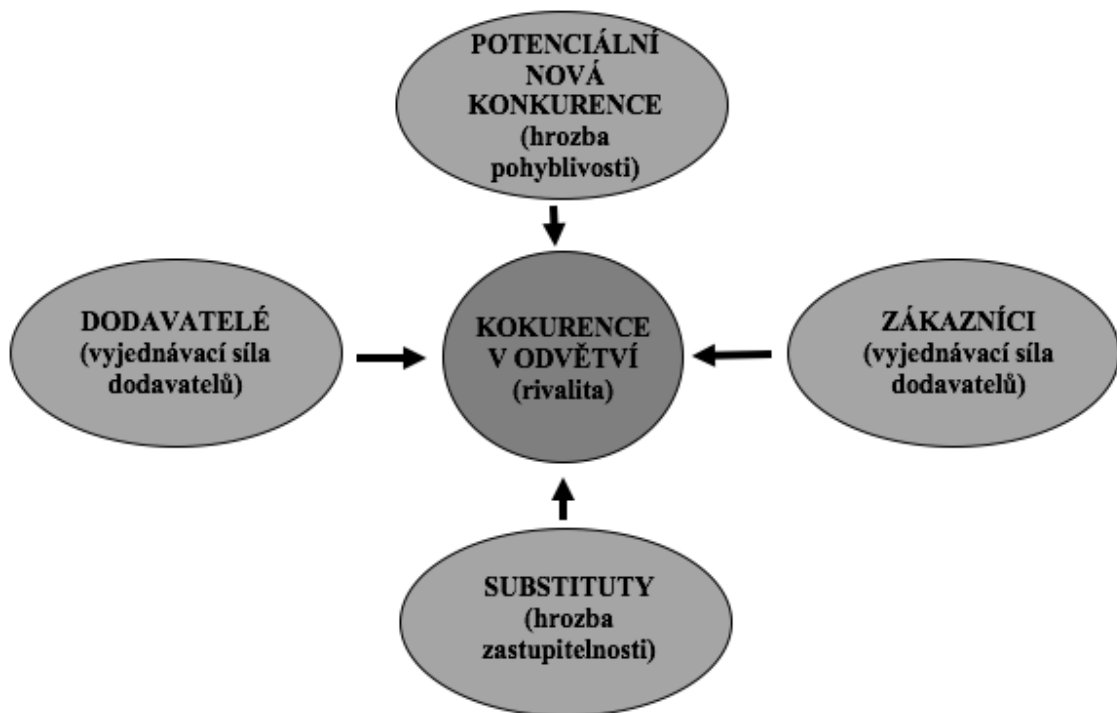 POTENCIÁLNÍ
NOVÁ
KONKURENCE
(hrozba
pohyblivosti)
DODAVATELÉ
(vyjednávací síla
dodavatelů)
KOKURENCE
V ODVĚTVÍ
(rivalita)
ZÁKAZNÍCI
(vyjednávací síla
dodavatelů)
SUBSTITUTY
(hrozba
zastupitelnosti)